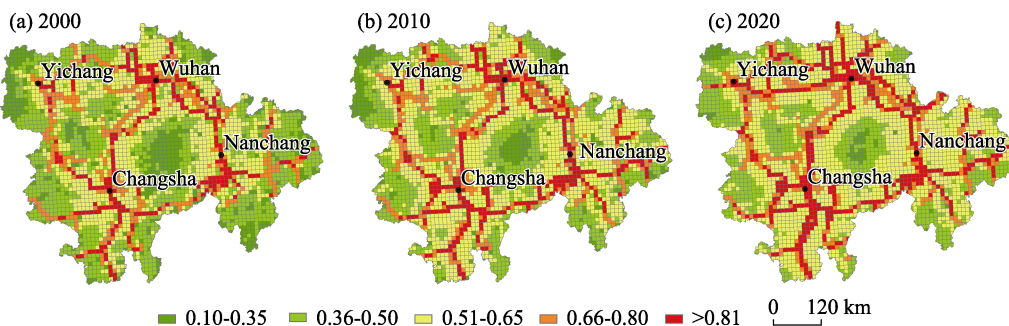 (a) 2000
Yichang
Wuhan
Nanchang
Changsha
(b) 2010
Yichang
Wuhan
Nanchang
Changsha
(c) 2020
Yichang
Wuhan
Nanchang
Changsha
0.10-0.35 0.36-0.50 0.51-0.65 0.66-0.80 >0.81 0 120 km